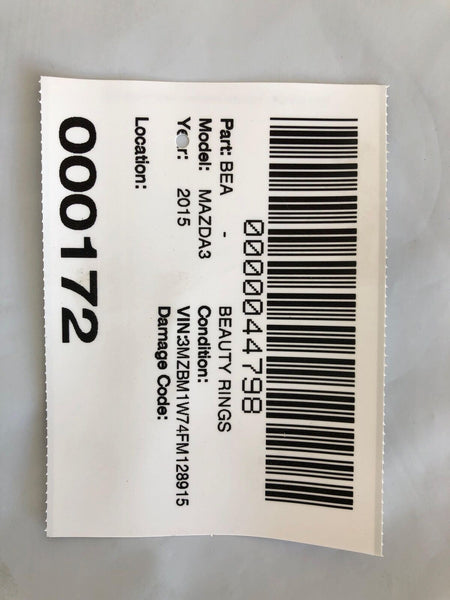 0000044798
Part: BEA - BEAUTY RINGS
Model: MAZDA3 Condition:
Year: 2015 VIN:3MZBM1W74FM128915
Damage Code:
Location:
000172